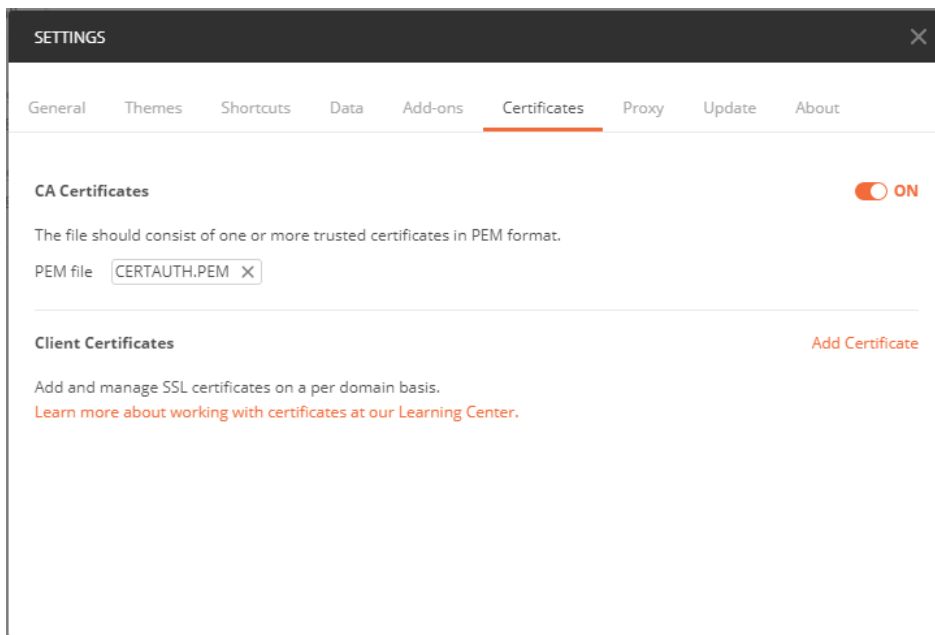 SETTINGS
General Themes Shortcuts Data Add-ons Certificates Proxy Update About
CA Certificates ON
The file should consist of one or more trusted certificates in PEM format.
PEM file CERTAUTH.PEM
Client Certificates Add Certificate
Add and manage SSL certificates on a per domain basis.
Learn more about working with certificates at our Learning Center.